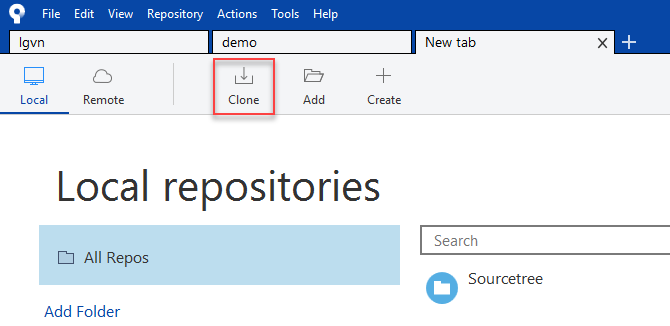 File Edit View Repository Actions Tools Help
lgvn demo New tab
Local Remote Clone Add Create
Local repositories
All Repos
Search
Sourcetree
Add Folder